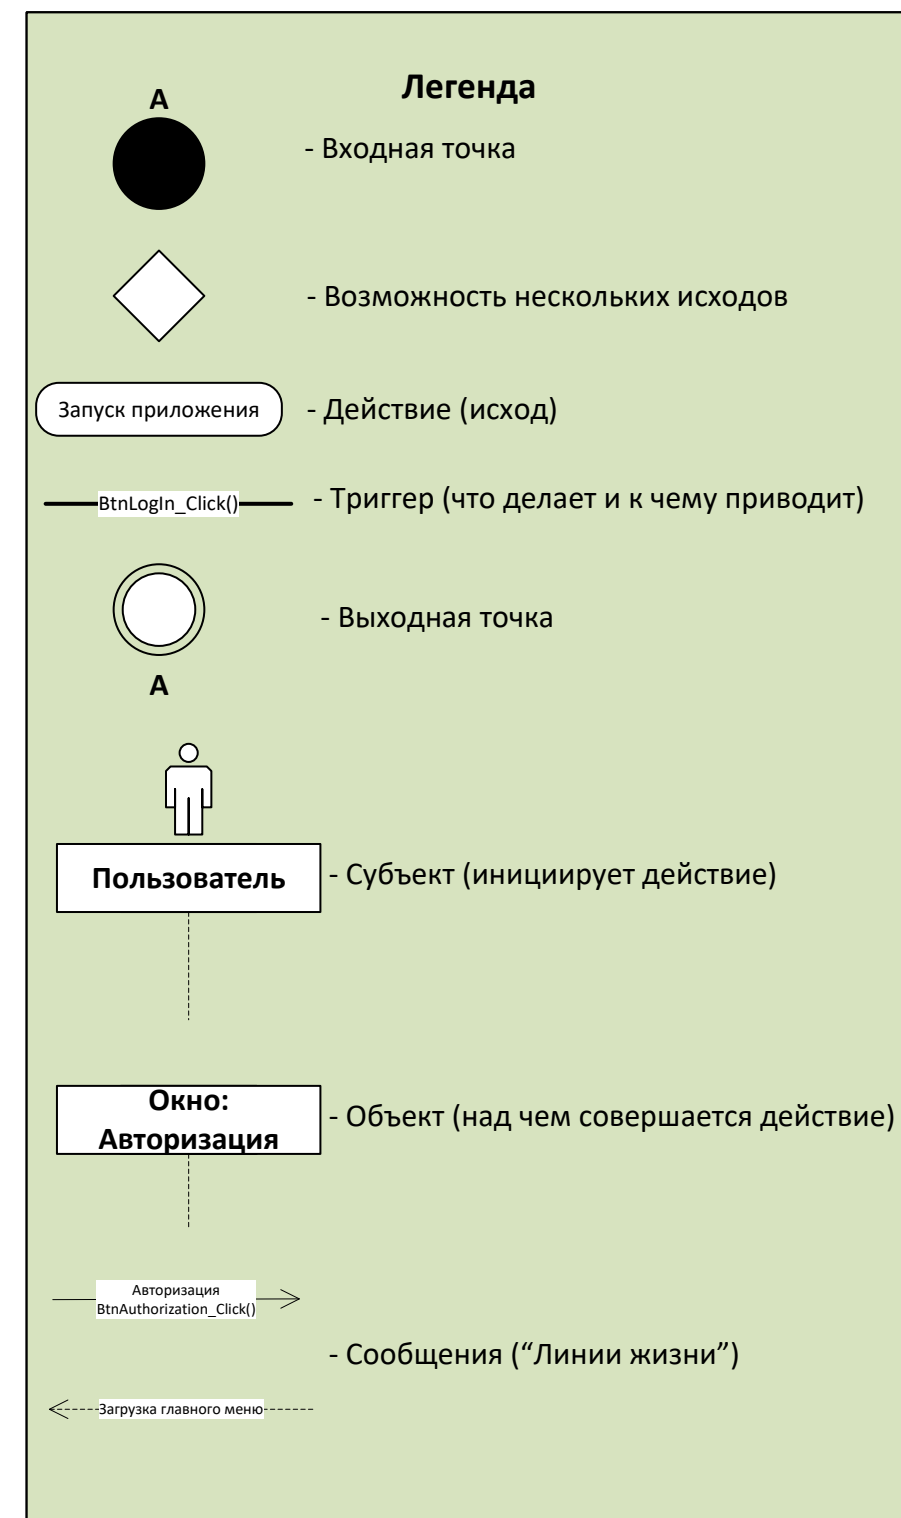 Легенда
А
- Входная точка
- Возможность нескольких исходов
Запуск приложения
- Действие (исход)
BtnLogIn_Click()
- Триггер (что делает и к чему приводит)
- Выходная точка
А
Пользователь
- Субъект (инициирует действие)
Окно:
Авторизация
- Объект (над чем совершается действие)
Авторизация
BtnAuthorization_Click()
- Сообщения (“Линии жизни”)
Загрузка главного меню